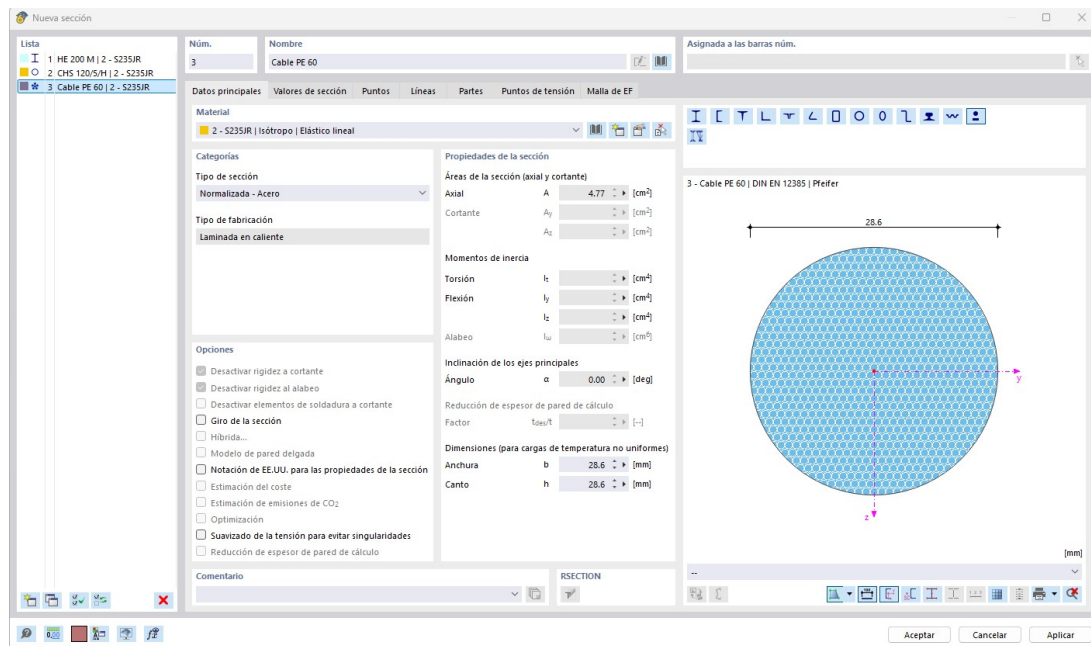 Nueva sección
Lista
1 HE 200 M | 2 - S235JR
2 CHS 120/5/H | 2 - S235JR
3 Cable PE 60 | 2 - S235JR
Núm.
3
Nombre
Cable PE 60
Asignada a las barras núm.
Datos principales Valores de sección Puntos Líneas Partes Puntos de tensión Malla de EF
Material
2 - S235JR | Isótropo | Elástico lineal
Categorías
Tipo de sección
Normalizada - Acero
Tipo de fabricación
Laminada en caliente
Opciones
Desactivar rigidez a cortante
Desactivar rigidez al alabeo
Desactivar elementos de soldadura a cortante
Giro de la sección
Híbrida...
Modelo de pared delgada
Notación de EE.UU. para las propiedades de la sección
Estimación del coste
Estimación de emisiones de CO2
Optimización
Suavizado de la tensión para evitar singularidades
Reducción de espesor de pared de cálculo
Propiedades de la sección
Áreas de la sección (axial y cortante)
Axial A 4.77 [cm2]
Cortante Ay [cm2]
Az [cm2]
Momentos de inercia
Torsión It [cm4]
Flexión Iy [cm4]
Iz [cm4]
Alabeo Iω [cm6]
Inclinación de los ejes principales
Ángulo α 0.00 [deg]
Reducción de espesor de pared de cálculo
Factor tdes/t [--]
Dimensiones (para cargas de temperatura no uniformes)
Anchura b 28.6 [mm]
Canto h 28.6 [mm]
3 - Cable PE 60 | DIN EN 12385 | Pfeifer
28.6
y
z
[mm]
--
Comentario
RSECTION
0,00
Aceptar Cancelar Aplicar